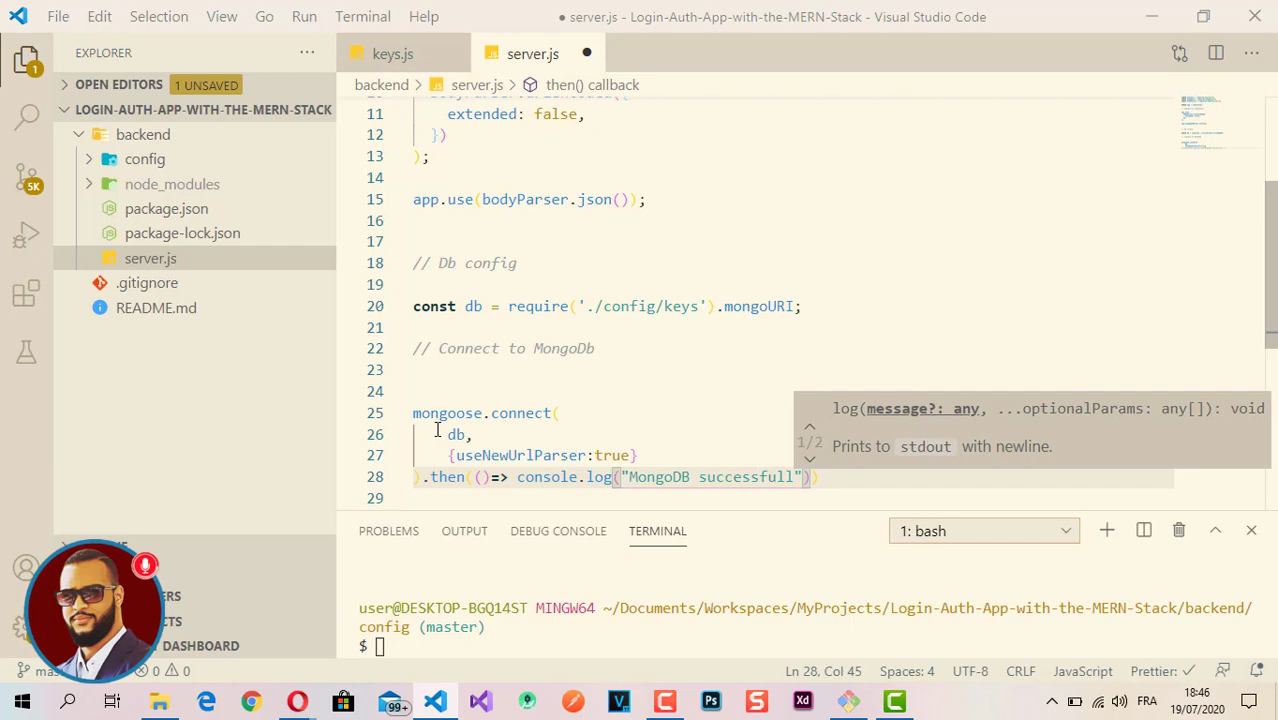 File Edit Selection View Go Run Terminal Help
● server.js - Login-Auth-App-with-the-MERN-Stack - Visual Studio Code
EXPLORER
OPEN EDITORS 1 UNSAVED
LOGIN-AUTH-APP-WITH-THE-MERN-STACK
backend
config
node_modules
package.json
package-lock.json
server.js
.gitignore
README.md
1
5K
DASHBOARD
keys.js
server.js
backend > server.js > then() callback
11 extended: false,
12 })
13 );
14
15 app.use(bodyParser.json());
16
17
18 // Db config
19
20 const db = require('./config/keys').mongoURI;
21
22 // Connect to MongoDb
23
24
25 mongoose.connect(
26 db,
27 {useNewUrlParser:true}
28 ).then(()=> console.log("MongoDB successfull"))
29
log(message?: any, ...optionalParams: any[]): void
1/2
Prints to stdout with newline.
PROBLEMS OUTPUT DEBUG CONSOLE TERMINAL
1: bash
user@DESKTOP-BGQ14ST MINGW64 ~/Documents/Workspaces/MyProjects/Login-Auth-App-with-the-MERN-Stack/backend/
config (master)
$
0 0
Ln 28, Col 45 Spaces: 4 UTF-8 CRLF JavaScript Prettier: ✓
99+
FRA
18:46
19/07/2020